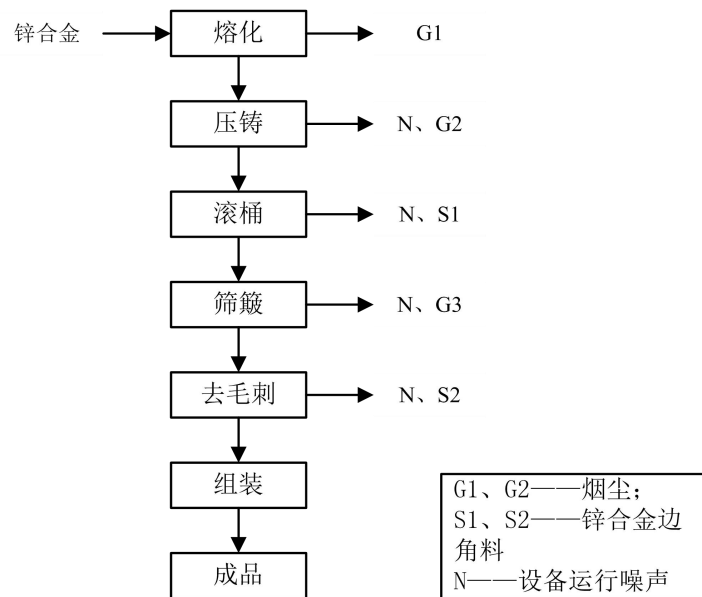 锌合金 熔化 G1
压铸 N、G2
滚桶 N、S1
筛簸 N、G3
去毛刺 N、S2
组装
成品
G1、G2——烟尘；
S1、S2——锌合金边
角料
N——设备运行噪声